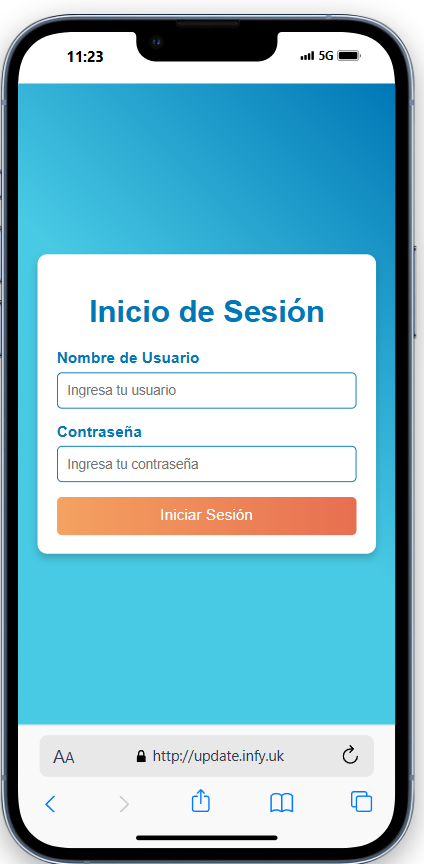 11:23
5G
Inicio de Sesión
Nombre de Usuario
Ingresa tu usuario
Contraseña
Ingresa tu contraseña
Iniciar Sesión
AA
http://update.infy.uk